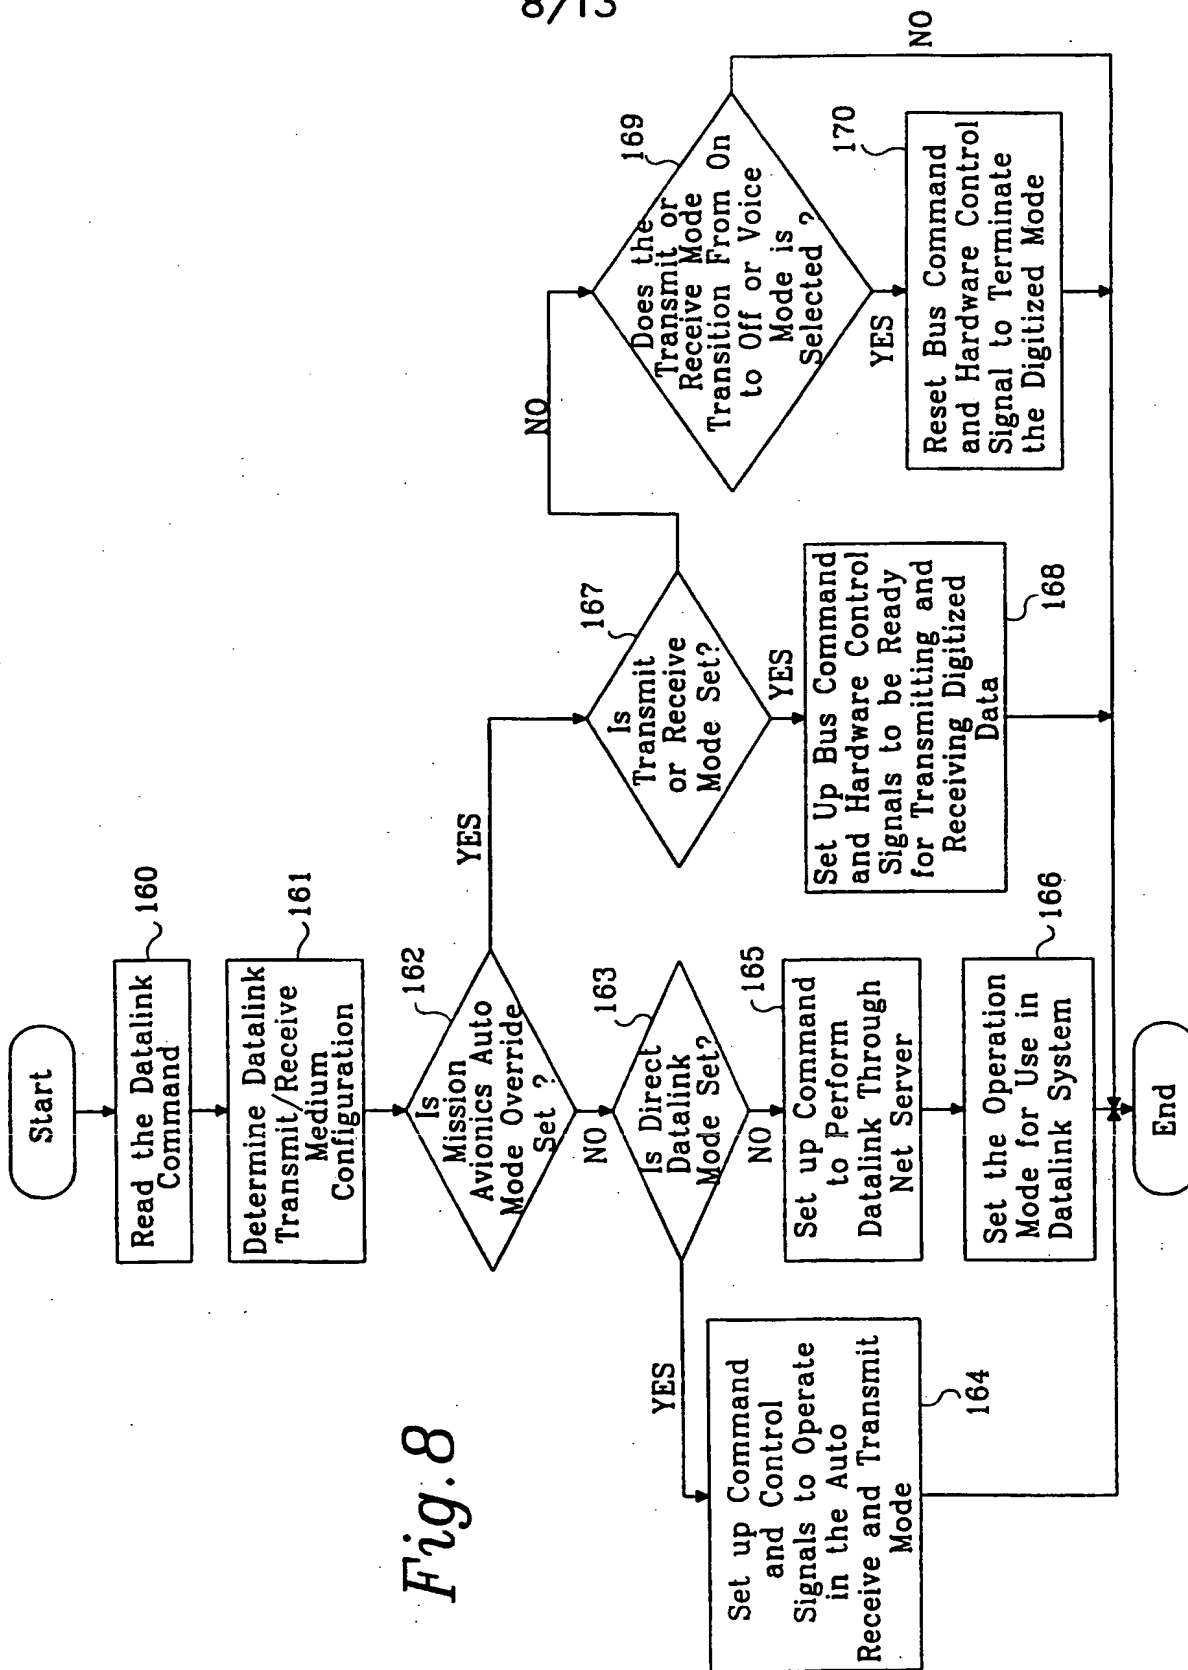 8/13
Start
Read the Datalink
Command
160
Determine Datalink
Transmit/Receive
Medium
Configuration
161
Is
Mission
Avionics Auto
Mode Override
Set ?
162
YES
NO
Is Direct
Datalink
Mode Set?
163
YES
NO
Set up Command
and Control
Signals to Operate
in the Auto
Receive and Transmit
Mode
164
Set up Command
to Perform
Datalink Through
Net Server
165
Set the Operation
Mode for Use in
Datalink System
166
Is
Transmit
or Receive
Mode Set?
167
YES
NO
Set Up Bus Command
and Hardware Control
Signals to be Ready
for Transmitting and
Receiving Digitized
Data
168
Does the
Transmit or
Receive Mode
Transition From On
to Off or Voice
Mode is
Selected ?
169
YES
NO
Reset Bus Command
and Hardware Control
Signal to Terminate
the Digitized Mode
170
End
Fig.8